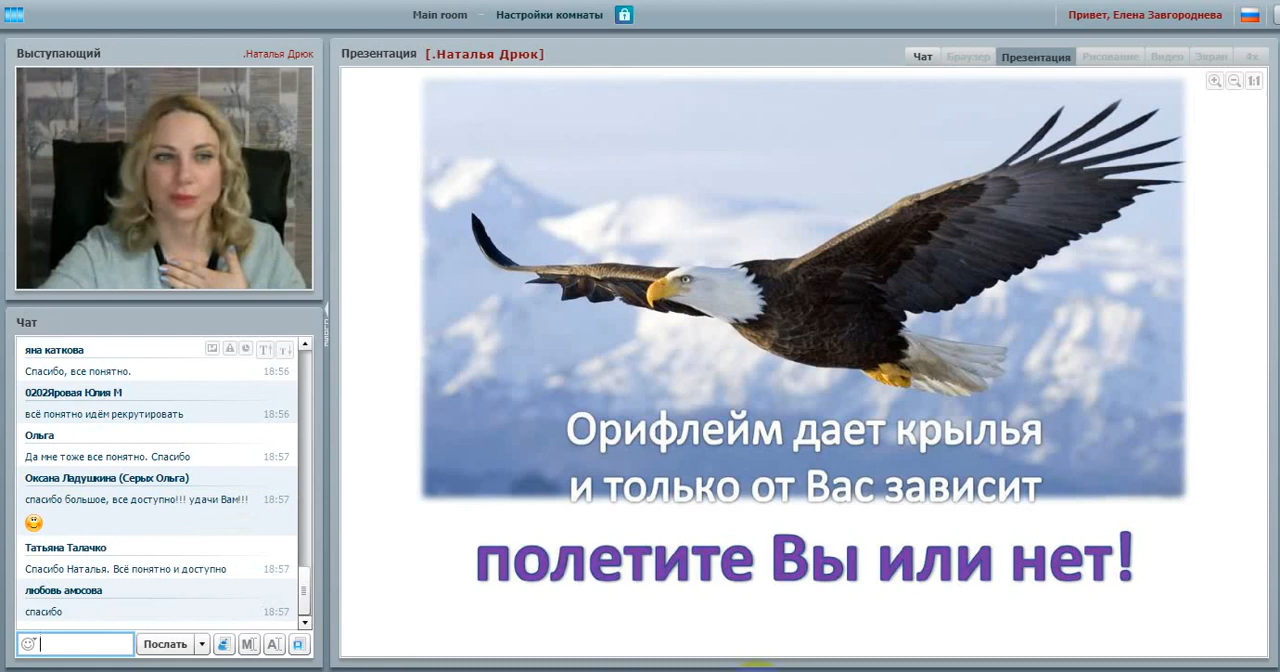 Main room
Настройки комнаты
Привет, Елена Завгороднева
Выступающий
.Наталья Дрюк
Презентация [.Наталья Дрюк]
Чат
Браузер
Презентация
Рисование
Видео
Экран
4x
1:1
Орифлейм дает крылья
и только от Вас зависит
полетите Вы или нет!
Чат
яна каткова
Спасибо, все понятно. 18:56
0202Яровая Юлия М
всё понятно идём рекрутировать 18:56
Ольга
Да мне тоже все понятно. Спасибо 18:57
Оксана Ладушкина (Серых Ольга)
спасибо большое, все доступно!!! удачи Вам!!! 18:57
Татьяна Талачко
Спасибо Наталья. Всё понятно и доступно 18:57
любовь амосова
спасибо 18:57
Послать